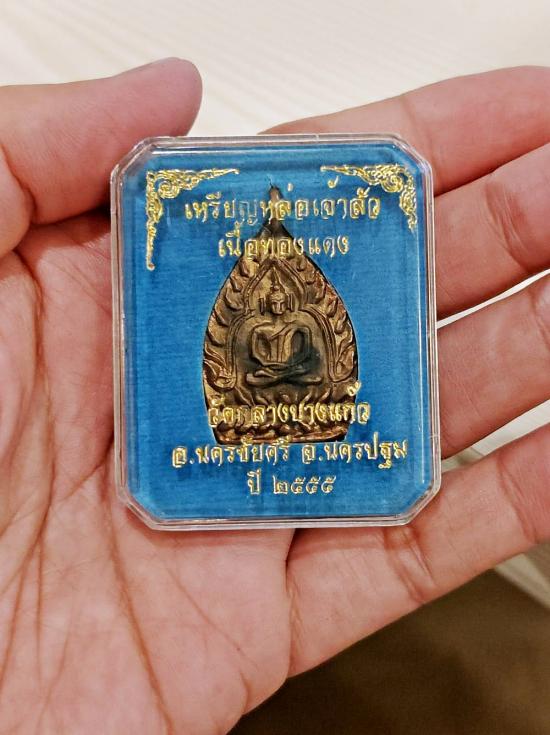 เหรียญหล่อเจ้าสัว
เนื้อทองแดง
วัดกลางบางแก้ว
อ.นครชัยศรี อ.นครปฐม
ปี ๒๕๕๕